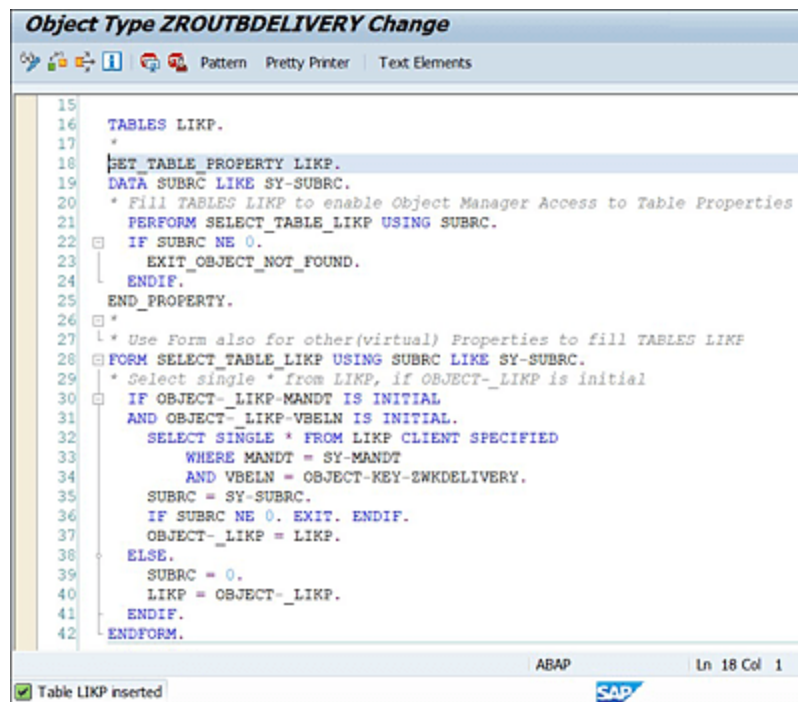 Object Type ZROUTBDELIVERY Change
Pattern Pretty Printer Text Elements
15
16 TABLES LIKP.
17 *
18 GET_TABLE_PROPERTY LIKP.
19 DATA SUBRC LIKE SY-SUBRC.
20 * Fill TABLES LIKP to enable Object Manager Access to Table Properties
21 PERFORM SELECT_TABLE_LIKP USING SUBRC.
22 IF SUBRC NE 0.
23 EXIT_OBJECT_NOT_FOUND.
24 ENDIF.
25 END_PROPERTY.
26 *
27 * Use Form also for other(virtual) Properties to fill TABLES LIKP
28 FORM SELECT_TABLE_LIKP USING SUBRC LIKE SY-SUBRC.
29 * Select single * from LIKP, if OBJECT-_LIKP is initial
30 IF OBJECT-_LIKP-MANDT IS INITIAL
31 AND OBJECT-_LIKP-VBELN IS INITIAL.
32 SELECT SINGLE * FROM LIKP CLIENT SPECIFIED
33 WHERE MANDT = SY-MANDT
34 AND VBELN = OBJECT-KEY-ZWKDELIVERY.
35 SUBRC = SY-SUBRC.
36 IF SUBRC NE 0. EXIT. ENDIF.
37 OBJECT-_LIKP = LIKP.
38 ELSE.
39 SUBRC = 0.
40 LIKP = OBJECT-_LIKP.
41 ENDIF.
42 ENDFORM.
ABAP Ln 18 Col 1
Table LIKP inserted SAP